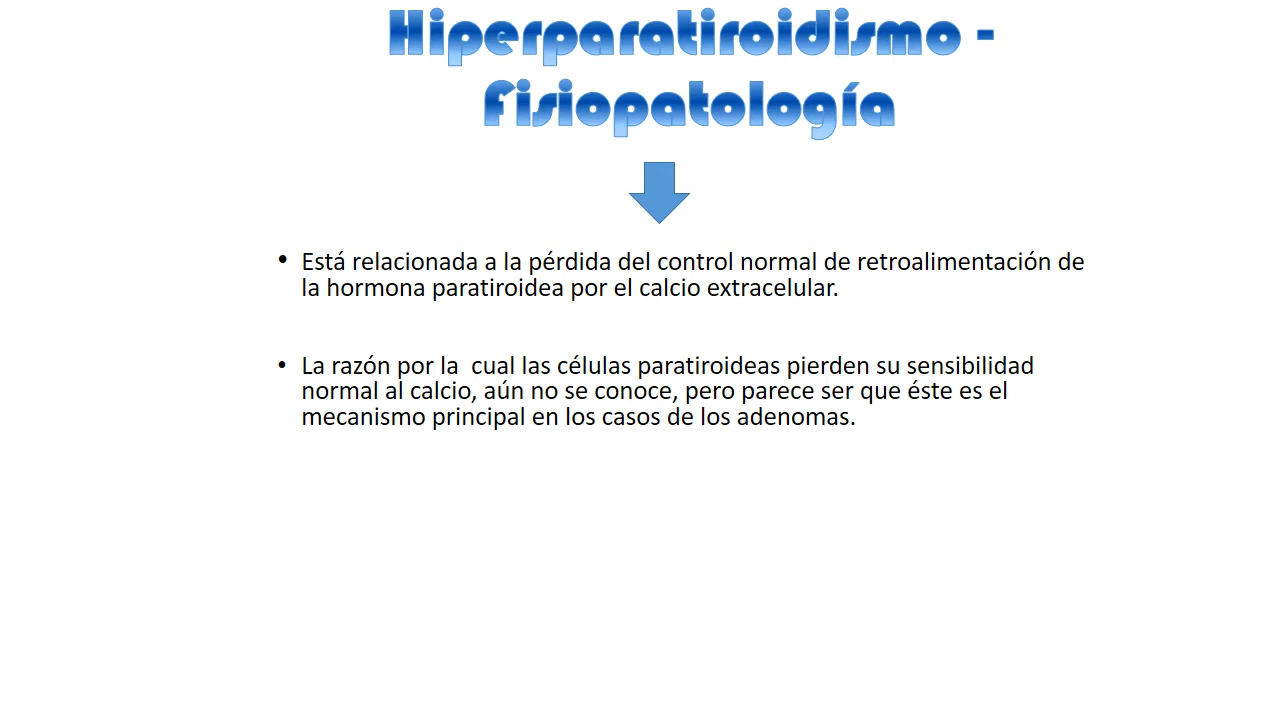 Hiperparatiroidismo -
Fisiopatología
• Está relacionada a la pérdida del control normal de retroalimentación de
la hormona paratiroidea por el calcio extracelular.
• La razón por la  cual las células paratiroideas pierden su sensibilidad
normal al calcio, aún no se conoce, pero parece ser que éste es el
mecanismo principal en los casos de los adenomas.